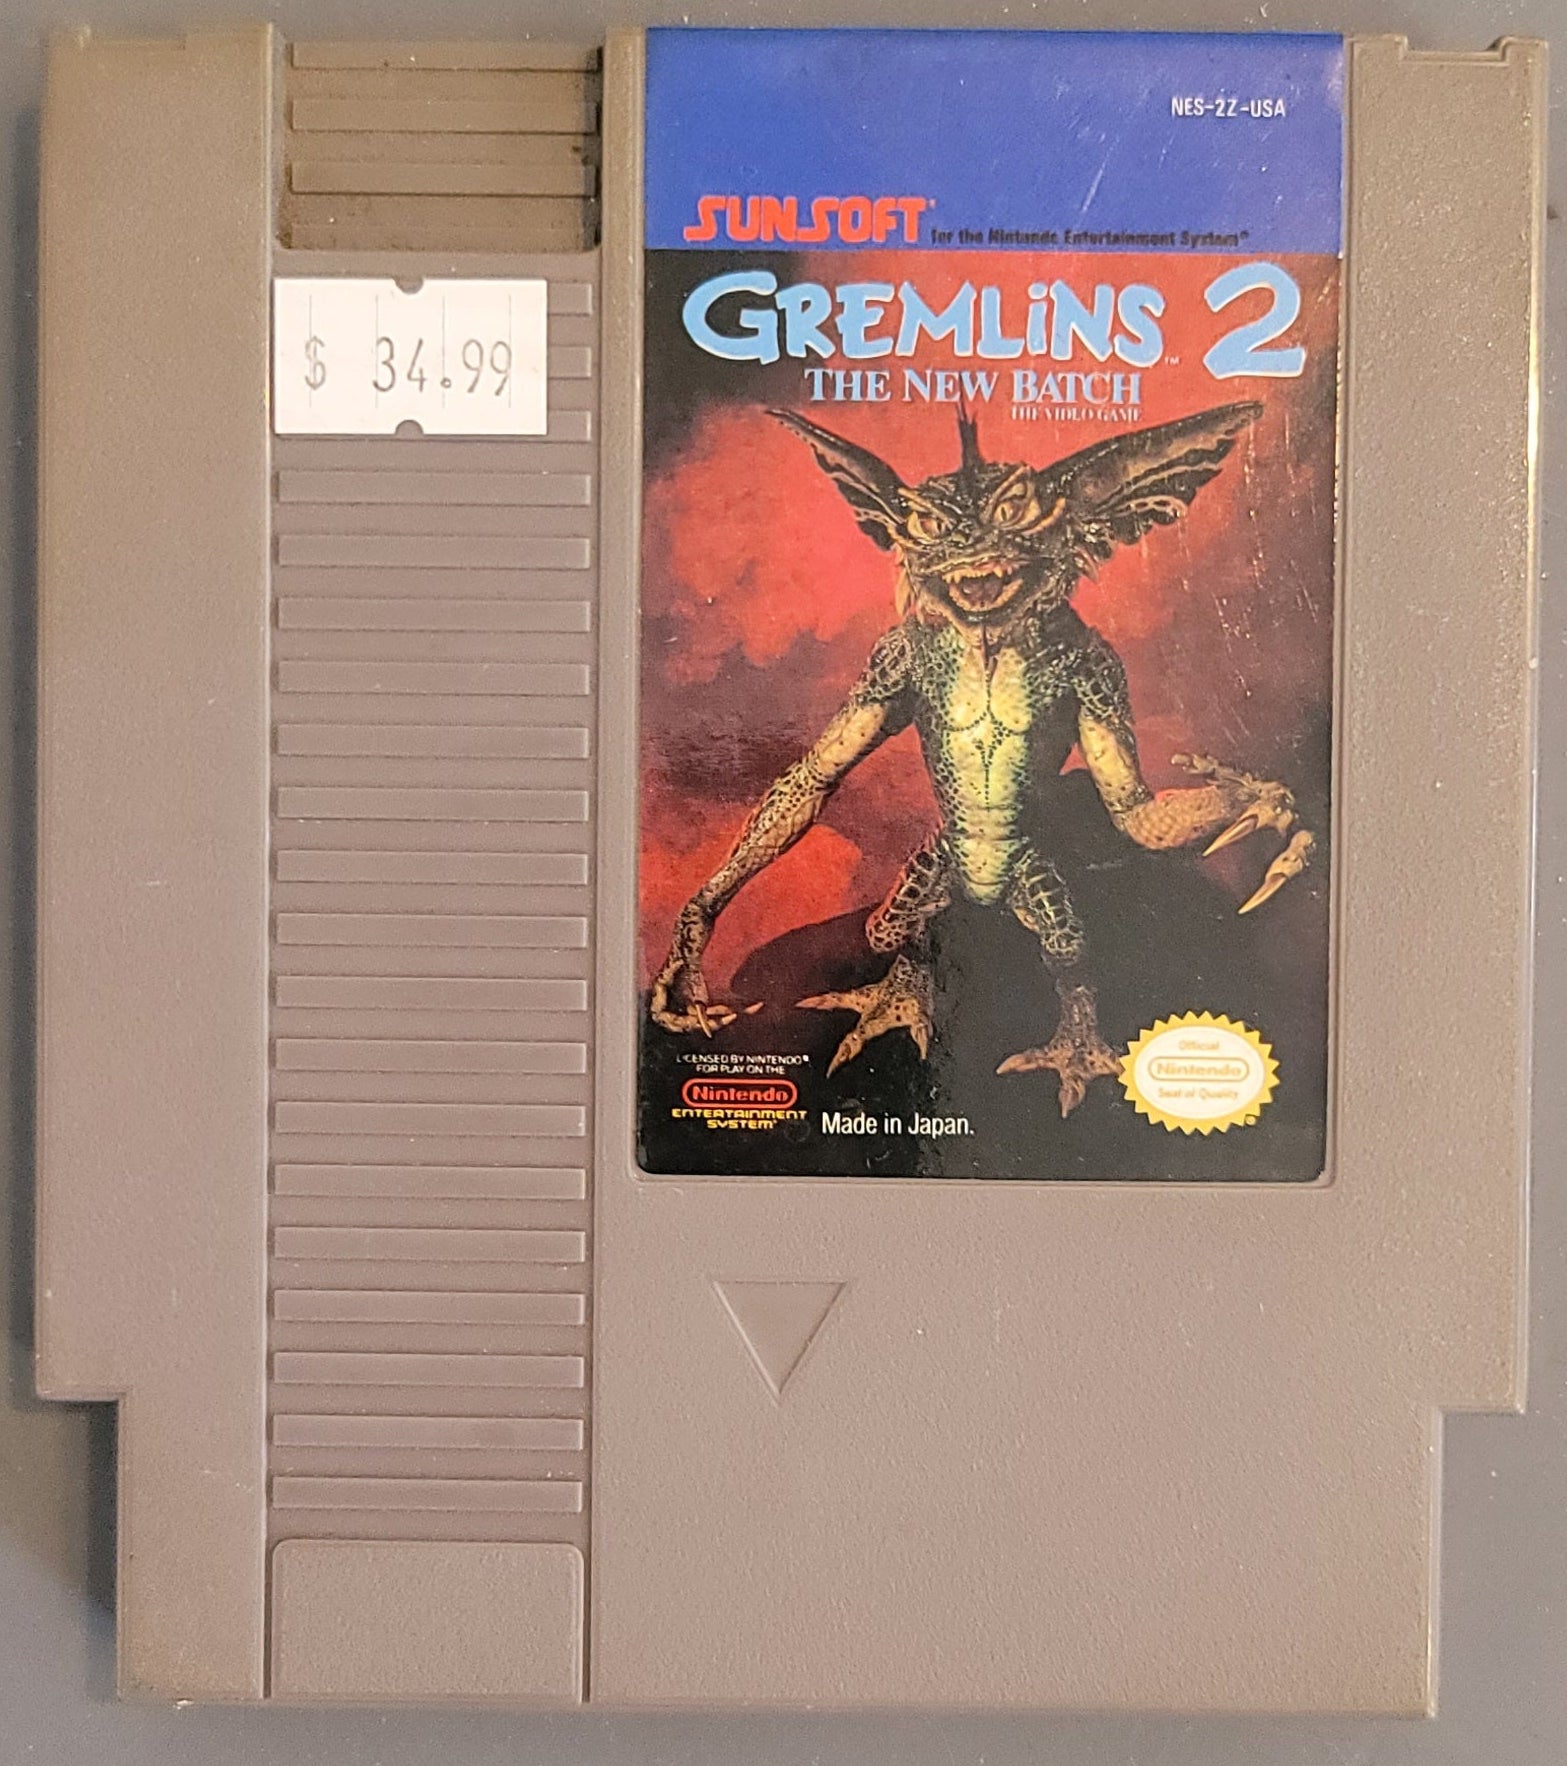 NES-2Z-USA
SUNSOFT® for the Nintendo Entertainment System®
$ 34.99
GREMLiNS™ 2
THE NEW BATCH
THE VIDEO GAME
LICENSED BY NINTENDO®
FOR PLAY ON THE
Nintendo
ENTERTAINMENT
SYSTEM®
Made in Japan.
Official
Nintendo
Seal of Quality